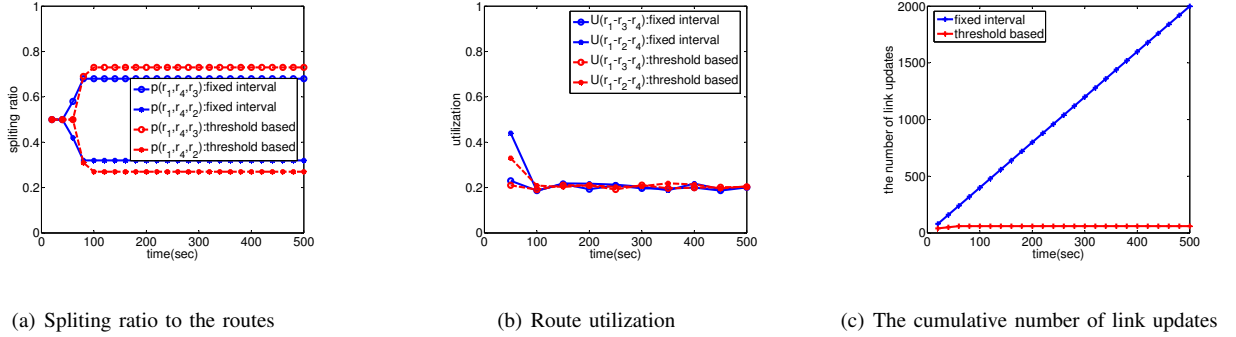 1
0.8
0.6
0.4
0.2
0
spliting ratio
0 100 200 300 400 500
time(sec)
p(r1,r4,r3):fixed interval
p(r1,r4,r2):fixed interval
p(r1,r4,r3):threshold based
p(r1,r4,r2):threshold based
(a) Spliting ratio to the routes
1
0.8
0.6
0.4
0.2
0
utilization
0 100 200 300 400 500
time(sec)
U(r1-r3-r4):fixed interval
U(r1-r2-r4):fixed interval
U(r1-r3-r4):threshold based
U(r1-r2-r4):threshold based
(b) Route utilization
2000
1500
1000
500
0
the number of link updates
0 100 200 300 400 500
time(sec)
fixed interval
threshold based
(c) The cumulative number of link updates